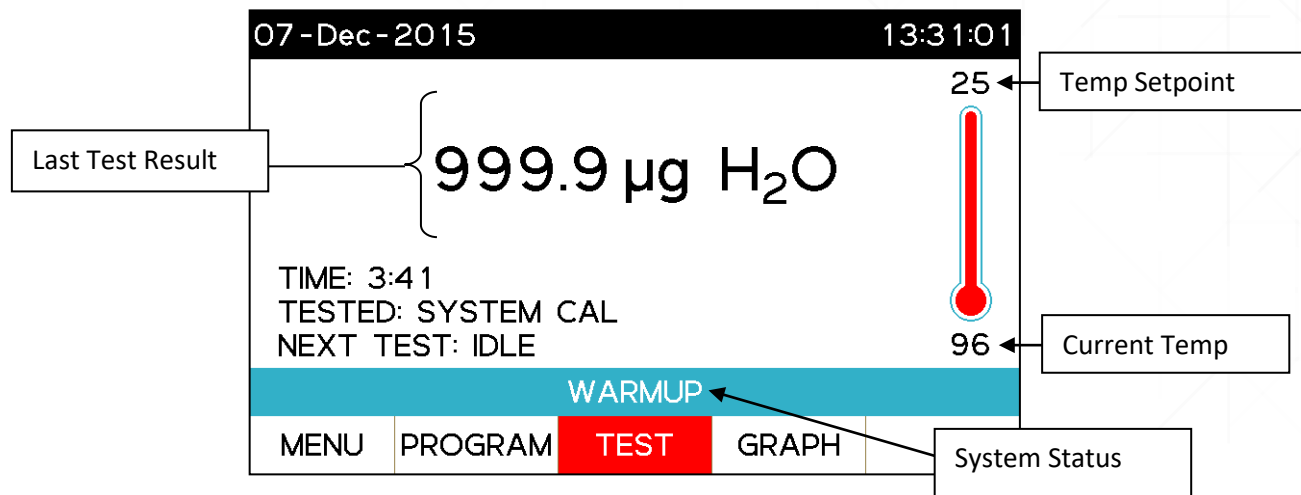 07-Dec-2015 13:31:01
25
Temp Setpoint
Last Test Result
999.9 µg H₂O
TIME: 3:41
TESTED: SYSTEM CAL
NEXT TEST: IDLE
96
Current Temp
WARMUP
MENU PROGRAM TEST GRAPH
System Status